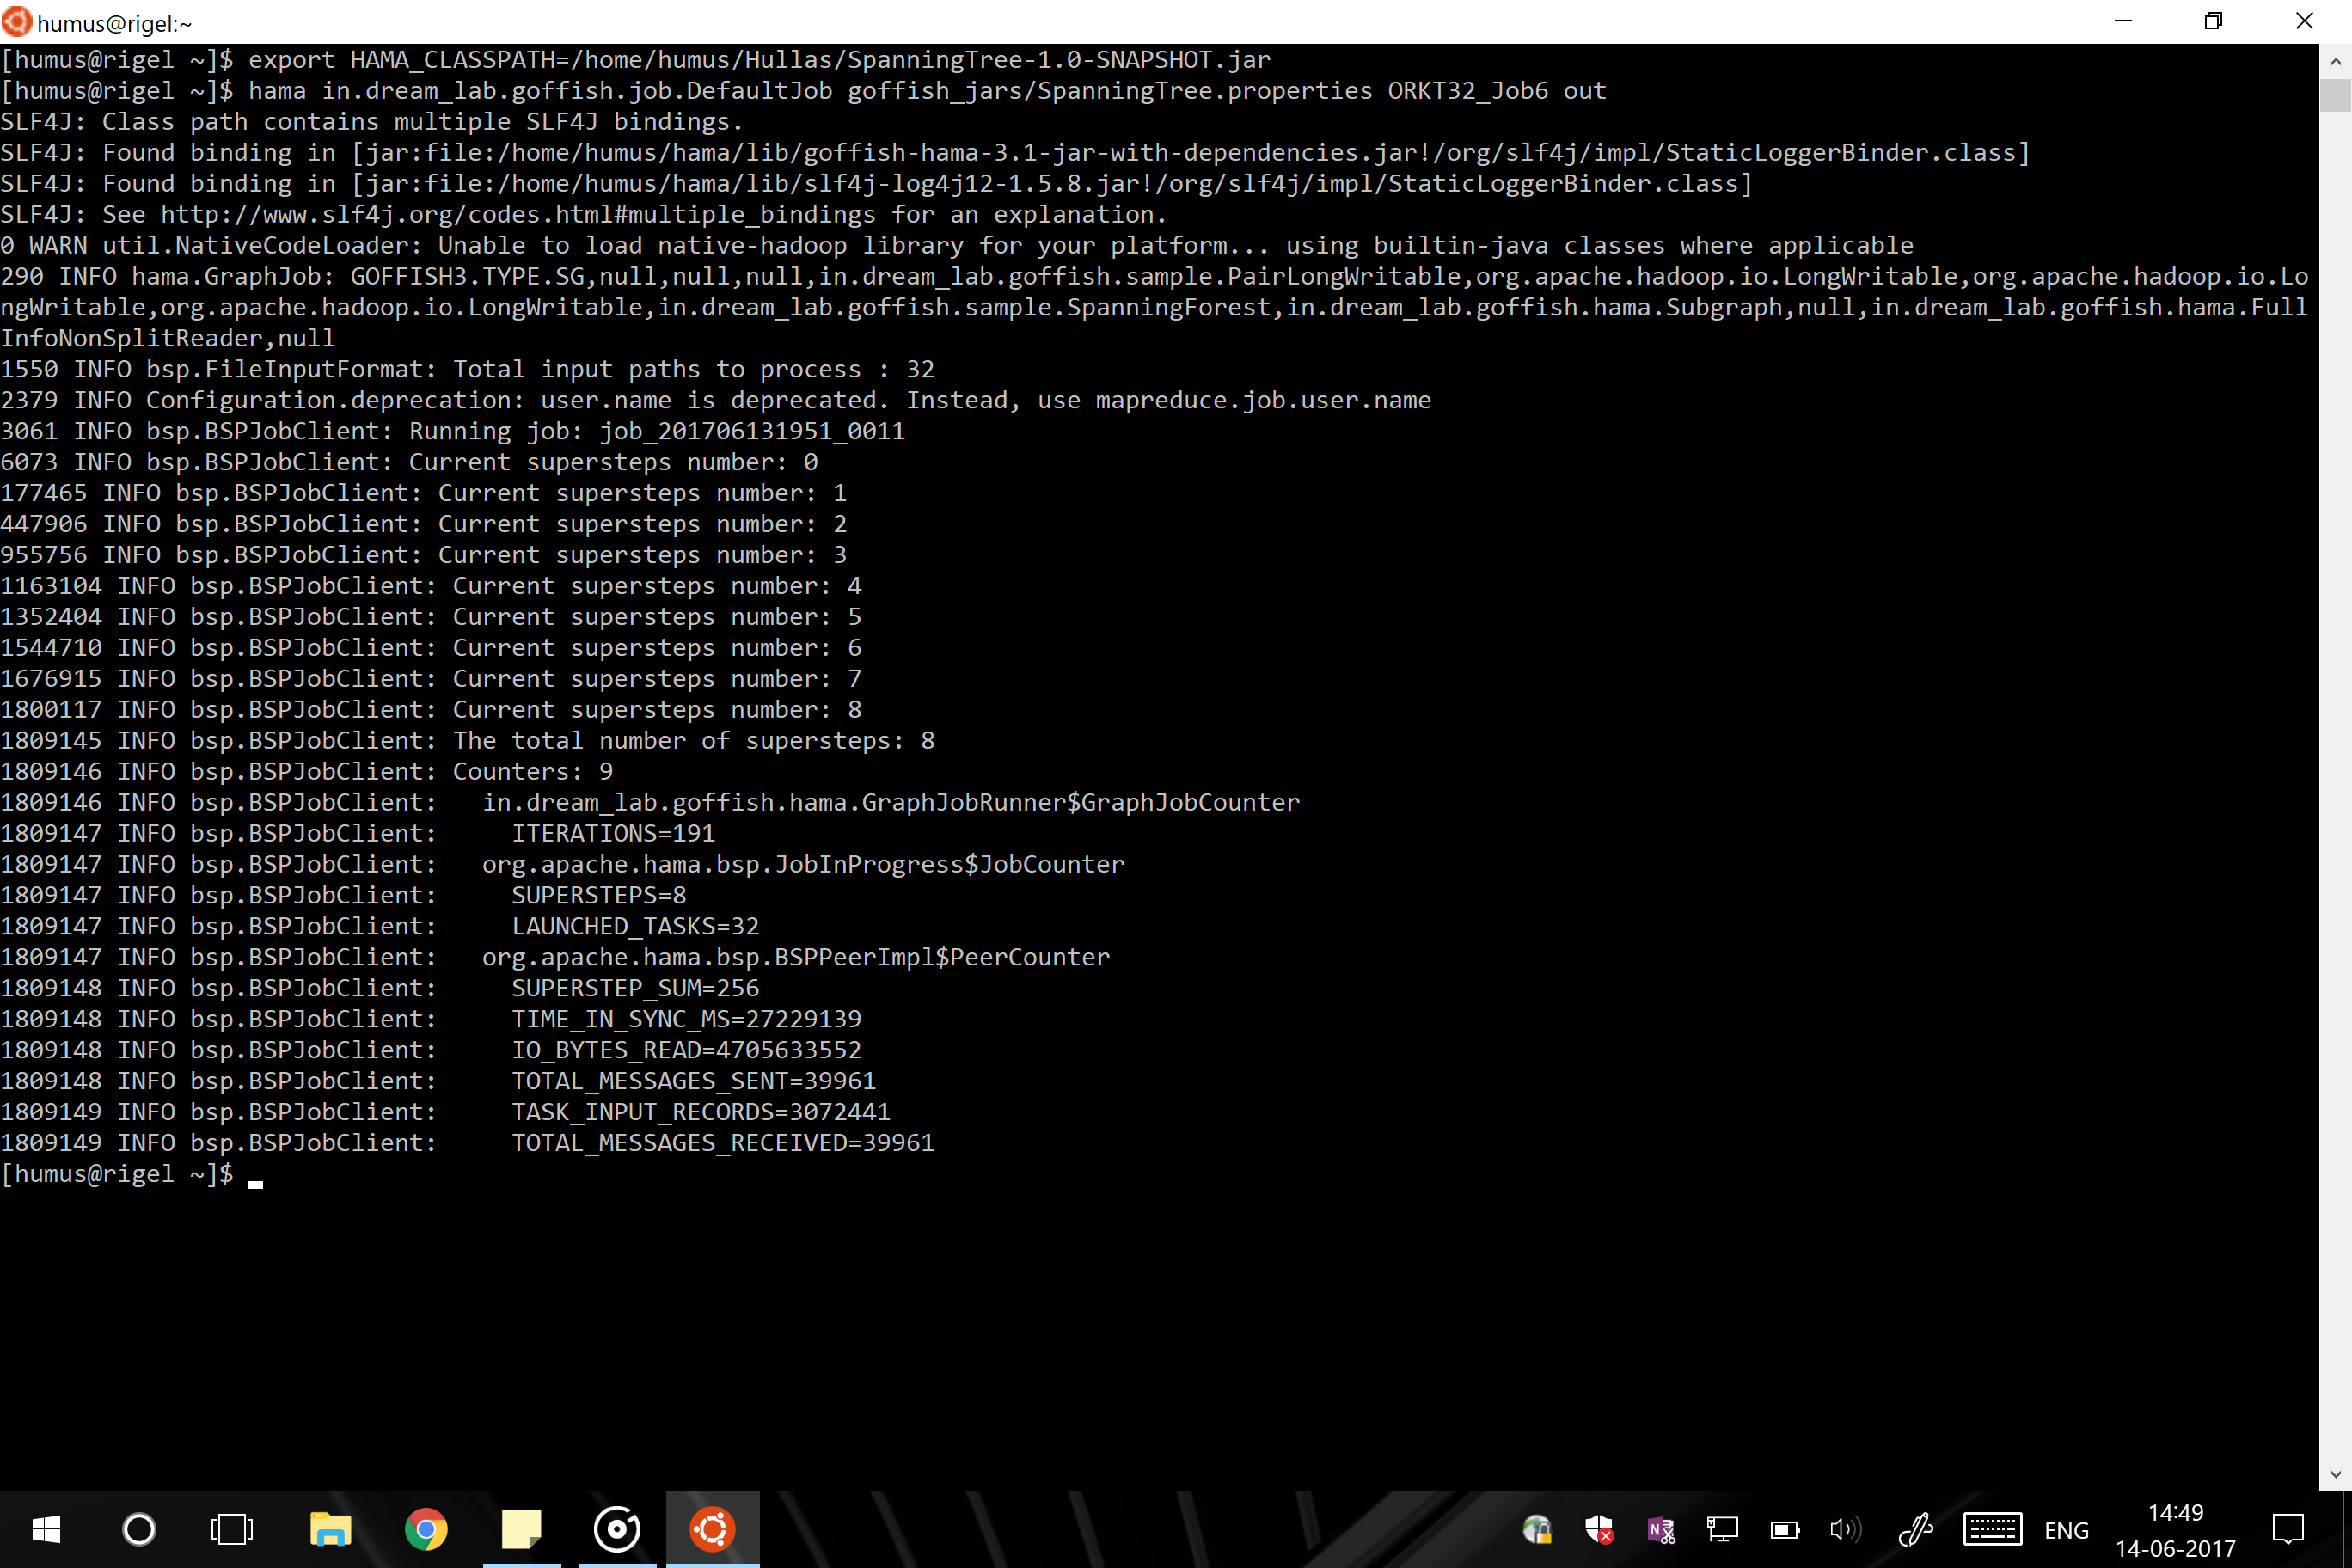 humus@rigel:~
[humus@rigel ~]$ export HAMA_CLASSPATH=/home/humus/Hullas/SpanningTree-1.0-SNAPSHOT.jar
[humus@rigel ~]$ hama in.dream_lab.goffish.job.DefaultJob goffish_jars/SpanningTree.properties ORKT32_Job6 out
SLF4J: Class path contains multiple SLF4J bindings.
SLF4J: Found binding in [jar:file:/home/humus/hama/lib/goffish-hama-3.1-jar-with-dependencies.jar!/org/slf4j/impl/StaticLoggerBinder.class]
SLF4J: Found binding in [jar:file:/home/humus/hama/lib/slf4j-log4j12-1.5.8.jar!/org/slf4j/impl/StaticLoggerBinder.class]
SLF4J: See http://www.slf4j.org/codes.html#multiple_bindings for an explanation.
0 WARN util.NativeCodeLoader: Unable to load native-hadoop library for your platform... using builtin-java classes where applicable
290 INFO hama.GraphJob: GOFFISH3.TYPE.SG,null,null,null,in.dream_lab.goffish.sample.PairLongWritable,org.apache.hadoop.io.LongWritable,org.apache.hadoop.io.Lo
ngWritable,org.apache.hadoop.io.LongWritable,in.dream_lab.goffish.sample.SpanningForest,in.dream_lab.goffish.hama.Subgraph,null,in.dream_lab.goffish.hama.Full
InfoNonSplitReader,null
1550 INFO bsp.FileInputFormat: Total input paths to process : 32
2379 INFO Configuration.deprecation: user.name is deprecated. Instead, use mapreduce.job.user.name
3061 INFO bsp.BSPJobClient: Running job: job_201706131951_0011
6073 INFO bsp.BSPJobClient: Current supersteps number: 0
177465 INFO bsp.BSPJobClient: Current supersteps number: 1
447906 INFO bsp.BSPJobClient: Current supersteps number: 2
955756 INFO bsp.BSPJobClient: Current supersteps number: 3
1163104 INFO bsp.BSPJobClient: Current supersteps number: 4
1352404 INFO bsp.BSPJobClient: Current supersteps number: 5
1544710 INFO bsp.BSPJobClient: Current supersteps number: 6
1676915 INFO bsp.BSPJobClient: Current supersteps number: 7
1800117 INFO bsp.BSPJobClient: Current supersteps number: 8
1809145 INFO bsp.BSPJobClient: The total number of supersteps: 8
1809146 INFO bsp.BSPJobClient: Counters: 9
1809146 INFO bsp.BSPJobClient:   in.dream_lab.goffish.hama.GraphJobRunner$GraphJobCounter
1809147 INFO bsp.BSPJobClient:     ITERATIONS=191
1809147 INFO bsp.BSPJobClient:   org.apache.hama.bsp.JobInProgress$JobCounter
1809147 INFO bsp.BSPJobClient:     SUPERSTEPS=8
1809147 INFO bsp.BSPJobClient:     LAUNCHED_TASKS=32
1809147 INFO bsp.BSPJobClient:   org.apache.hama.bsp.BSPPeerImpl$PeerCounter
1809148 INFO bsp.BSPJobClient:     SUPERSTEP_SUM=256
1809148 INFO bsp.BSPJobClient:     TIME_IN_SYNC_MS=27229139
1809148 INFO bsp.BSPJobClient:     IO_BYTES_READ=4705633552
1809148 INFO bsp.BSPJobClient:     TOTAL_MESSAGES_SENT=39961
1809149 INFO bsp.BSPJobClient:     TASK_INPUT_RECORDS=3072441
1809149 INFO bsp.BSPJobClient:     TOTAL_MESSAGES_RECEIVED=39961
[humus@rigel ~]$
ENG
14:49
14-06-2017